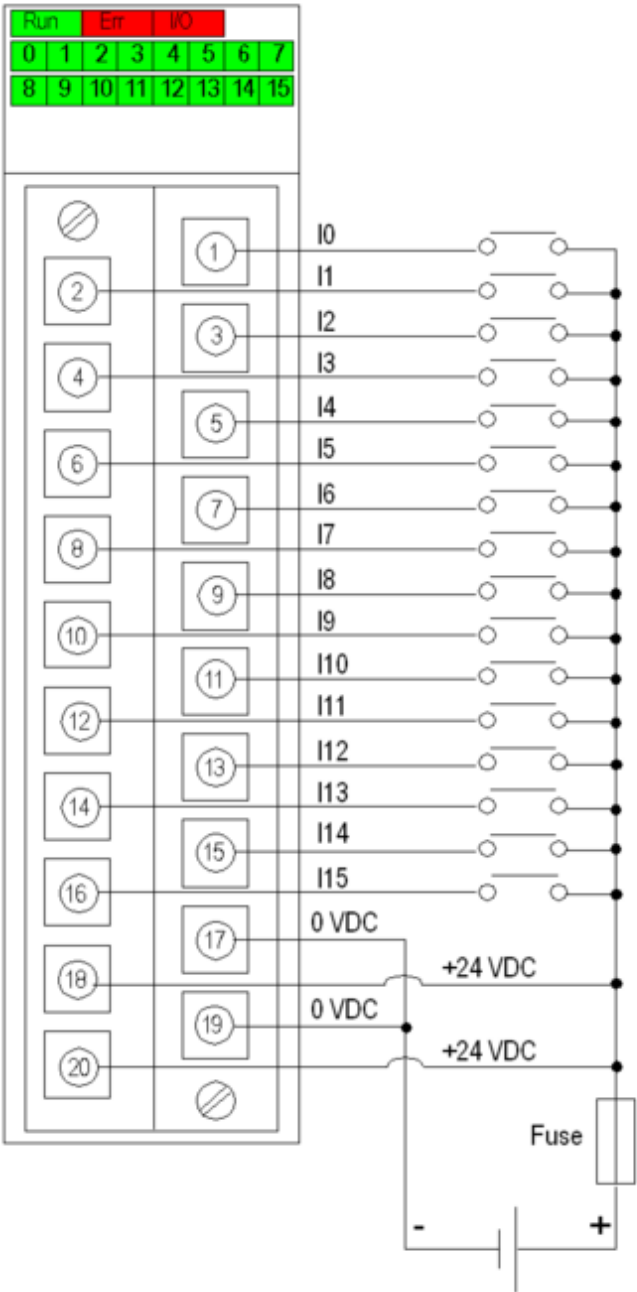 Run Err I/O
0 1 2 3 4 5 6 7
8 9 10 11 12 13 14 15
1 I0
2 I1
3 I2
4 I3
5 I4
6 I5
7 I6
8 I7
9 I8
10 I9
11 I10
12 I11
13 I12
14 I13
15 I14
16 I15
17 0 VDC
18 +24 VDC
19 0 VDC
20 +24 VDC
Fuse
- +